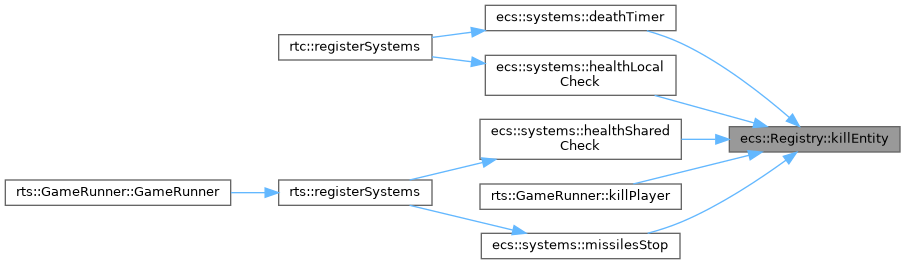 ecs::systems::deathTimer
rtc::registerSystems
ecs::systems::healthLocal
Check
ecs::systems::healthShared
Check
ecs::Registry::killEntity
rts::GameRunner::GameRunner
rts::registerSystems
rts::GameRunner::killPlayer
ecs::systems::missilesStop